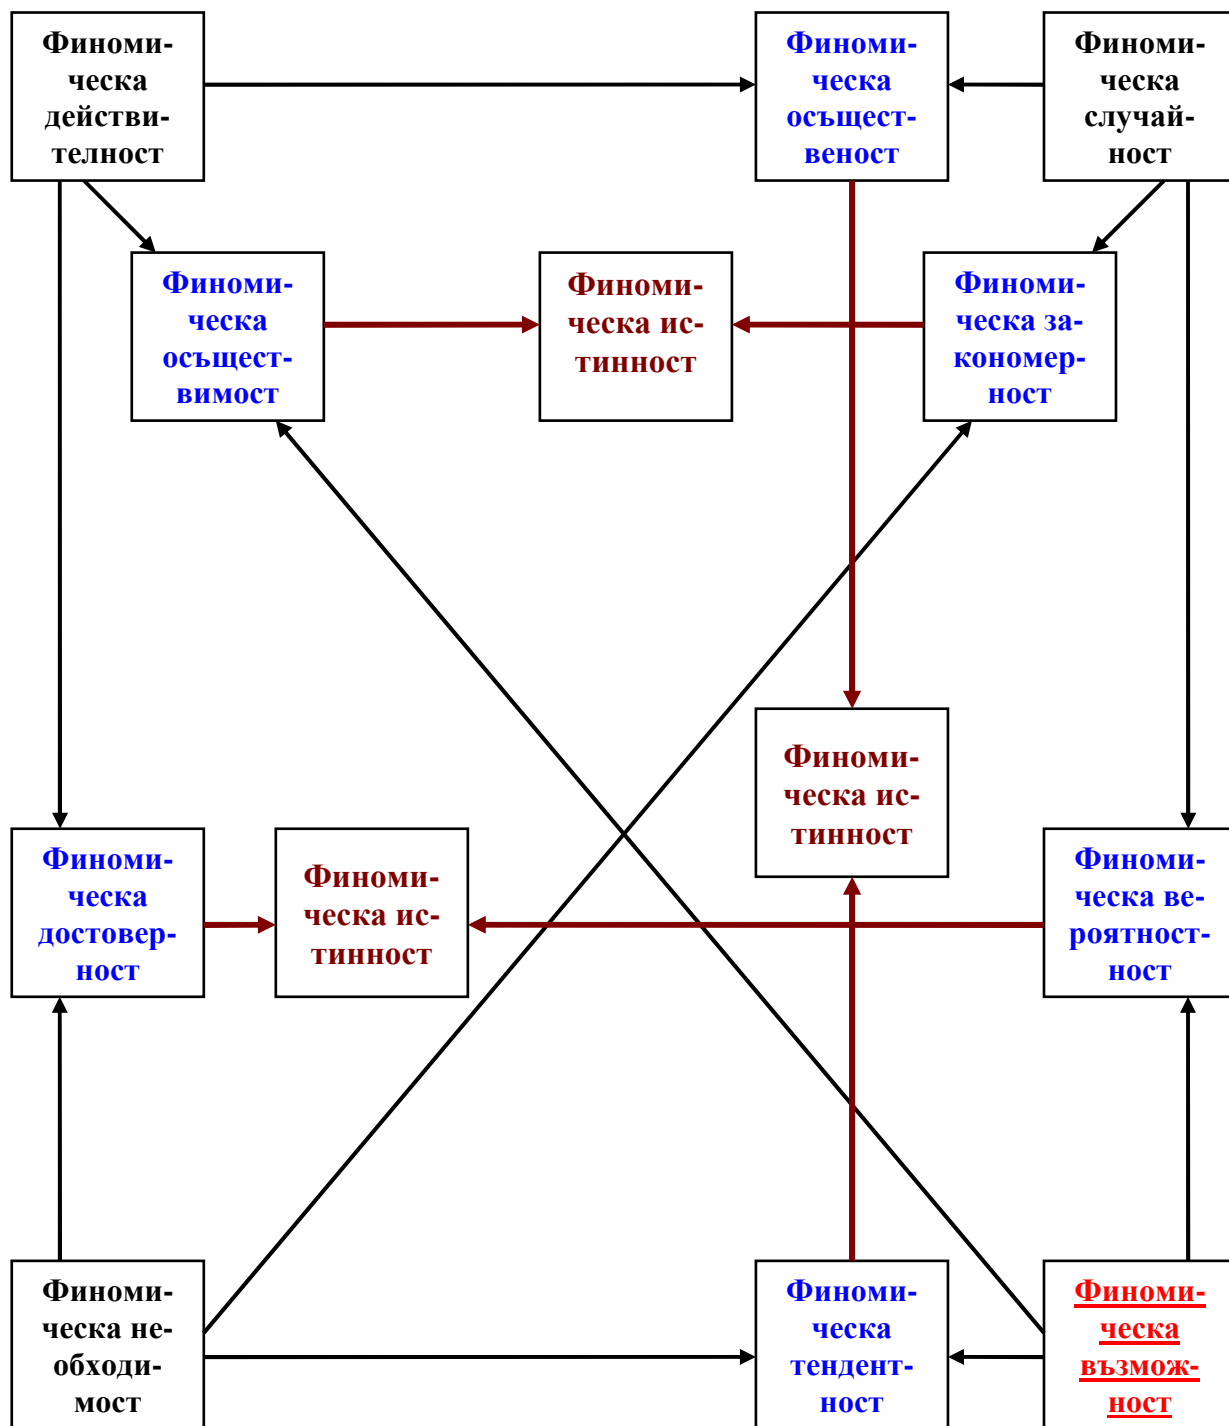 Финоми-
ческа
действи-
телност
Финоми-
ческа
осъщест-
веност
Финоми-
ческа
случай-
ност
Финоми-
ческа
осъщест-
вимост
Финоми-
ческа ис-
тинност
Финоми-
ческа за-
кономер-
ност
Финоми-
ческа ис-
тинност
Финоми-
ческа
достовер-
ност
Финоми-
ческа ис-
тинност
Финоми-
ческа ве-
роятност-
ност
Финоми-
ческа не-
обходи-
мост
Финоми-
ческа
тендент-
ност
Финоми-
ческа
възмож-
ност